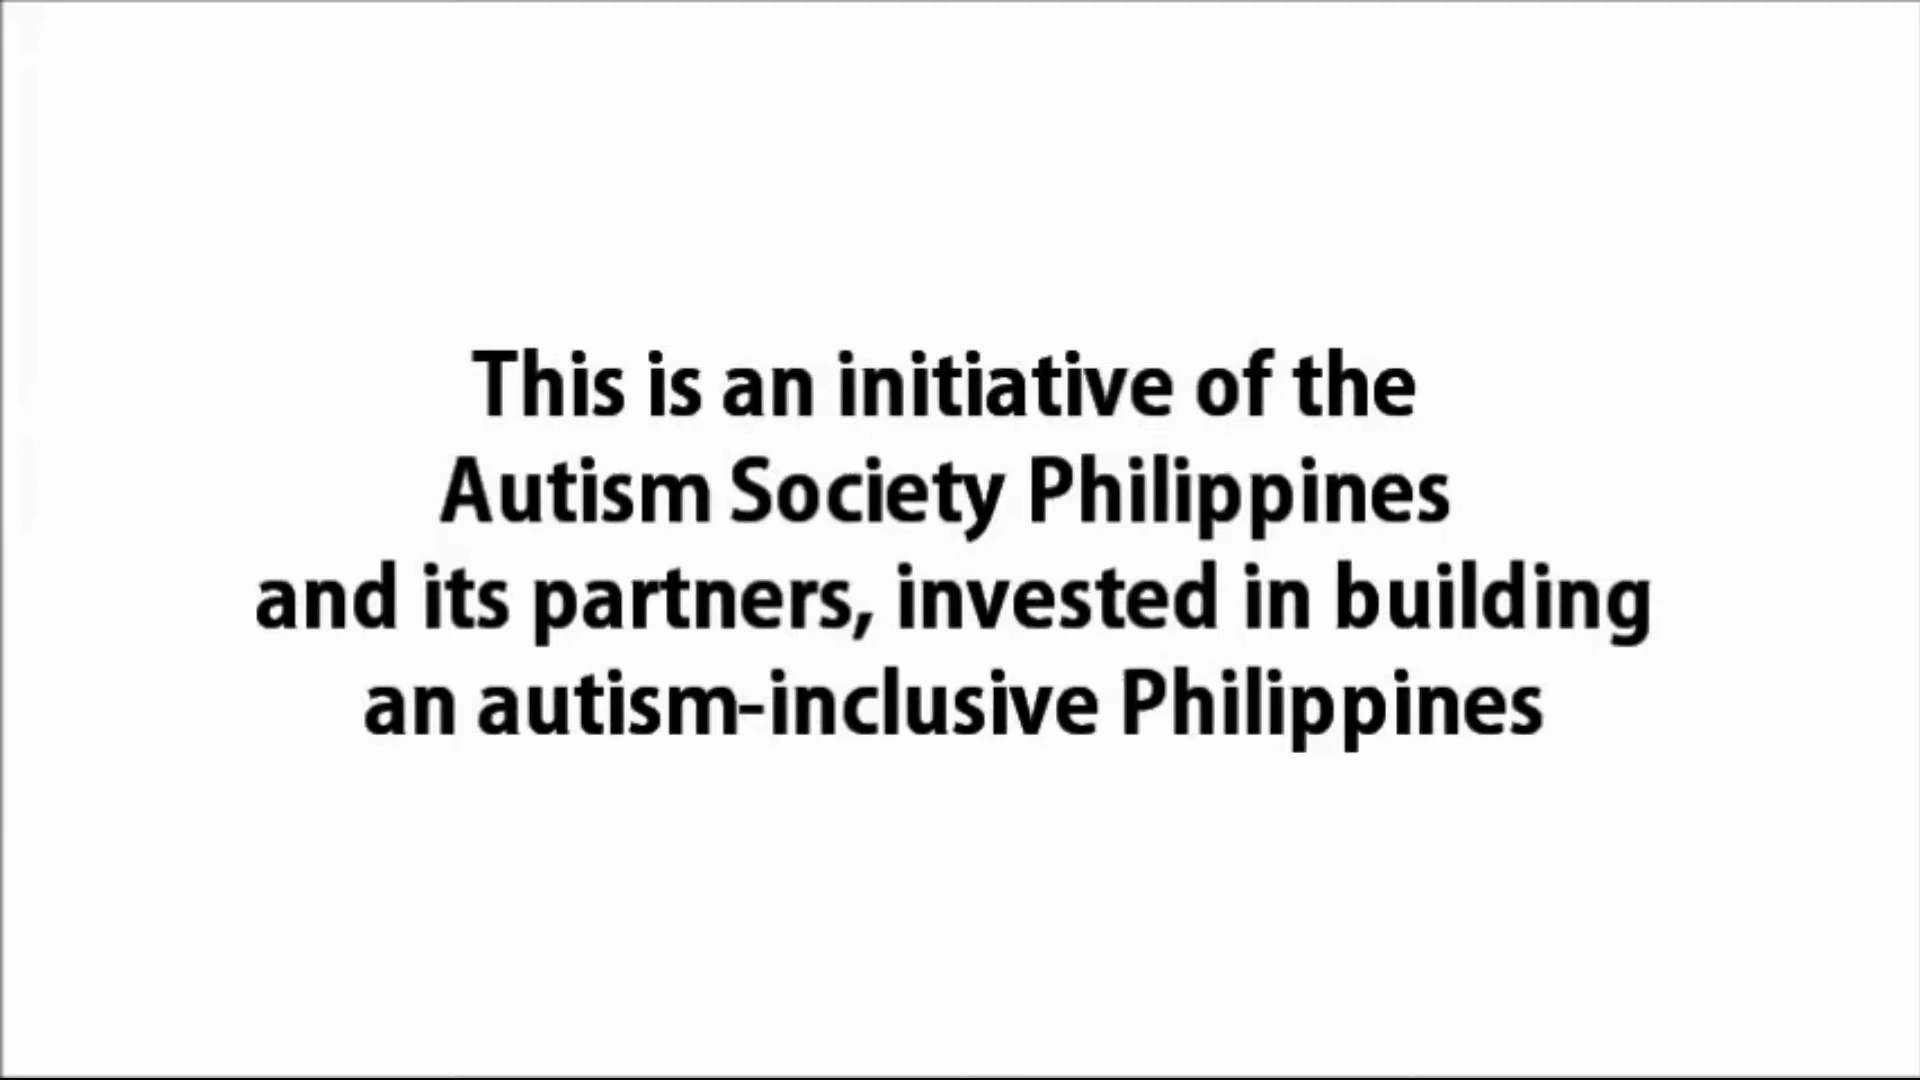 This is an initiative of the
Autism Society Philippines
and its partners, invested in building
an autism-inclusive Philippines